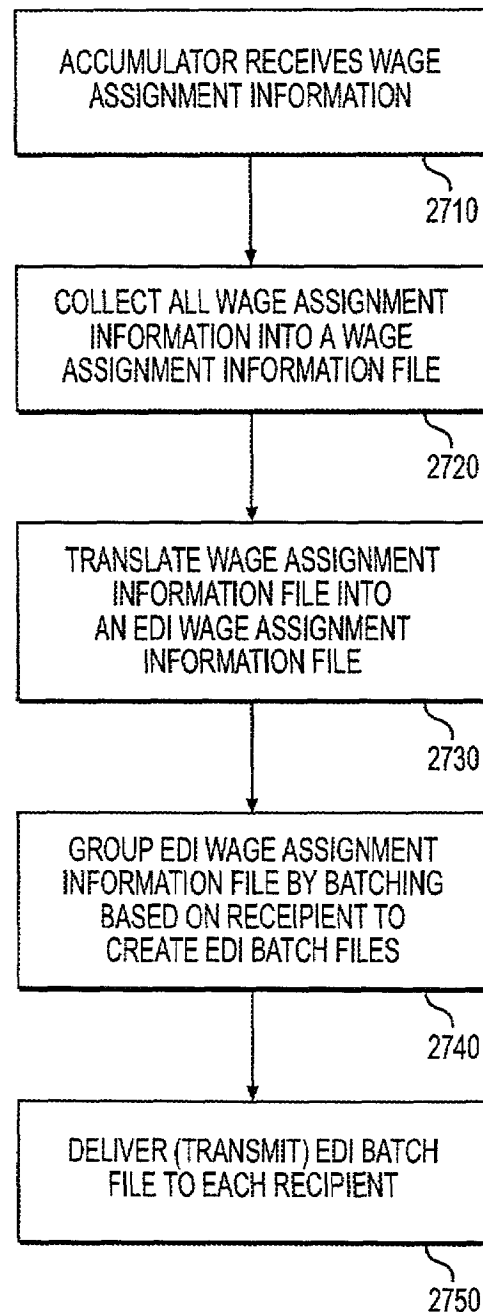 ACCUMULATOR RECEIVES WAGE
ASSIGNMENT INFORMATION
2710
COLLECT ALL WAGE ASSIGNMENT
INFORMATION INTO A WAGE
ASSIGNMENT INFORMATION FILE
2720
TRANSLATE WAGE ASSIGNMENT
INFORMATION FILE INTO
AN EDI WAGE ASSIGNMENT
INFORMATION FILE
2730
GROUP EDI WAGE ASSIGNMENT
INFORMATION FILE BY BATCHING
BASED ON RECEIPIENT TO
CREATE EDI BATCH FILES
2740
DELIVER (TRANSMIT) EDI BATCH
FILE TO EACH RECIPIENT
2750